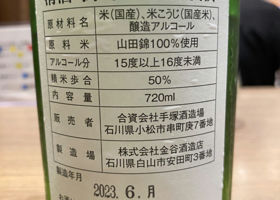 原材料名 米(国産)、米こうじ(国産米)、
醸造アルコール
原料米 山田錦100%使用
アルコール分 15度以上16度未満
精米歩合 50%
内容量 720ml
販売者 合資会社手塚酒造場
石川県小松市串町庚7番地
製造場 株式会社金谷酒造店
石川県白山市安田町3番地
製造年月
2023.6.月